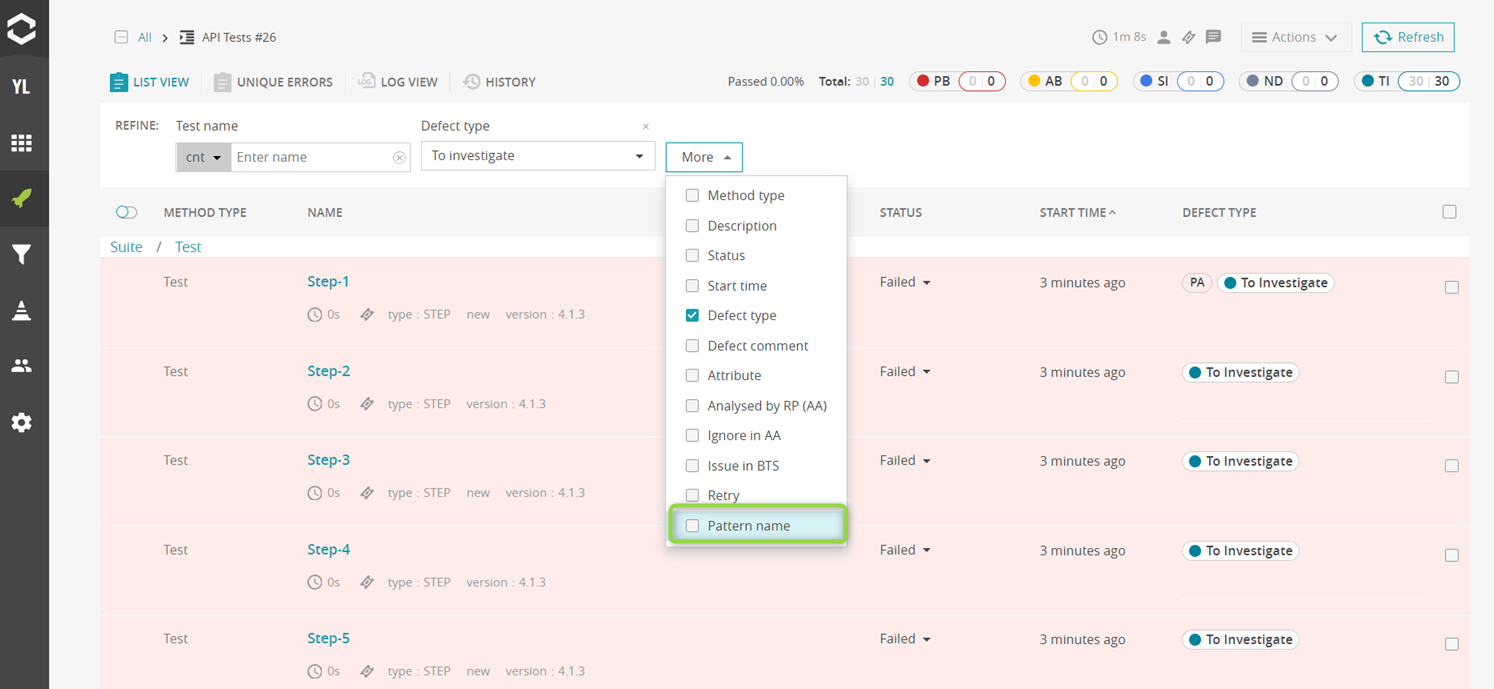 All > API Tests #26
1m 8s
Actions
Refresh
YL
LIST VIEW
UNIQUE ERRORS
LOG
LOG VIEW
HISTORY
Passed 0.00% Total: 30 | 30
PB 0 | 0
AB 0 | 0
SI 0 | 0
ND 0 | 0
TI 30 | 30
REFINE:
Test name
Defect type ×
cnt
Enter name
To investigate
More
Method type
Description
Status
Start time
Defect type
Defect comment
Attribute
Analysed by RP (AA)
Ignore in AA
Issue in BTS
Retry
Pattern name
METHOD TYPE NAME STATUS START TIME DEFECT TYPE
Suite / Test
Test Step-1 Failed 3 minutes ago PA To Investigate
0s type : STEP new version : 4.1.3
Test Step-2 Failed 3 minutes ago To Investigate
0s type : STEP version : 4.1.3
Test Step-3 Failed 3 minutes ago To Investigate
0s type : STEP new version : 4.1.3
Test Step-4 Failed 3 minutes ago To Investigate
0s type : STEP version : 4.1.3
Test Step-5 Failed 3 minutes ago To Investigate
0s type : STEP new version : 4.1.3